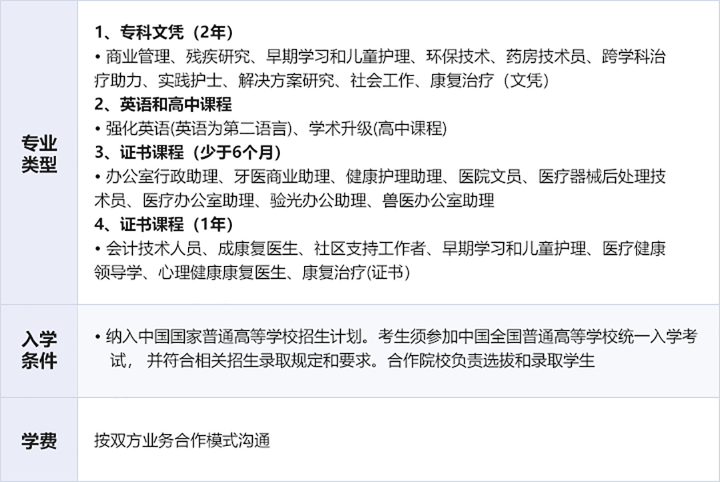 专业
类型
1、专科文凭（2年）
• 商业管理、残疾研究、早期学习和儿童护理、环保技术、药房技术员、跨学科治
疗助力、实践护士、解决方案研究、社会工作、康复治疗（文凭）
2、英语和高中课程
• 强化英语(英语为第二语言)、学术升级(高中课程)
3、证书课程（少于6个月）
• 办公室行政助理、牙医商业助理、健康护理助理、医院文员、医疗器械后处理技
术员、医疗办公室助理、验光办公助理、兽医办公室助理
4、证书课程（1年）
• 会计技术人员、成康复医生、社区支持工作者、早期学习和儿童护理、医疗健康
领导学、心理健康康复医生、康复治疗(证书）
入学
条件
• 纳入中国国家普通高等学校招生计划。考生须参加中国全国普通高等学校统一入学考
试， 并符合相关招生录取规定和要求。合作院校负责选拔和录取学生
学费
按双方业务合作模式沟通